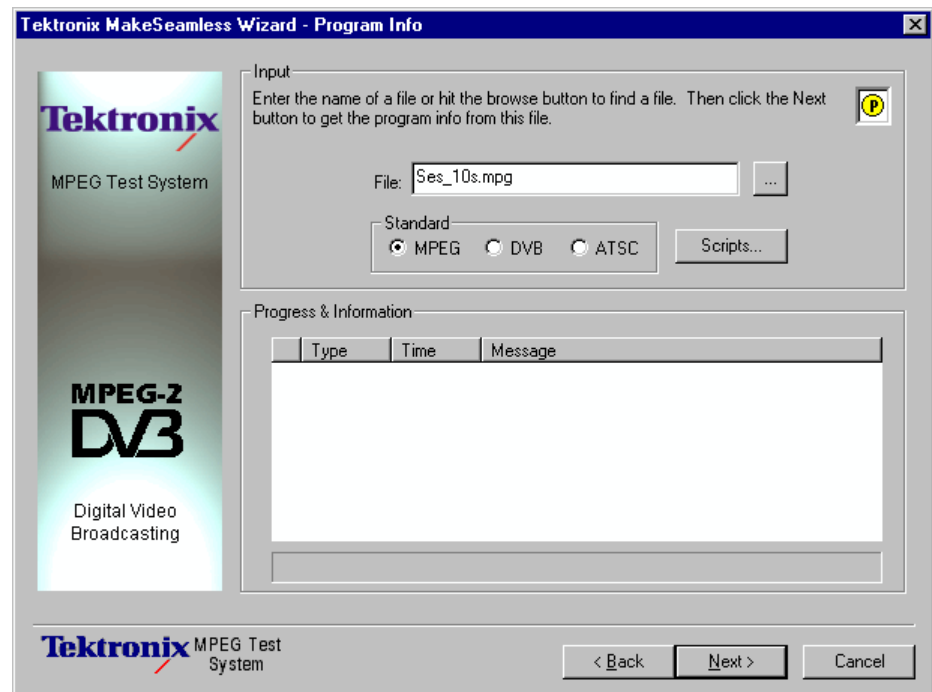 Tektronix MakeSeamless Wizard - Program Info
Tektronix
MPEG Test System
MPEG-2
DVB
Digital Video
Broadcasting
Input
Enter the name of a file or hit the browse button to find a file. Then click the Next
button to get the program info from this file.
P
File: Ses_10s.mpg ...
Standard
MPEG DVB ATSC Scripts...
Progress & Information
Type Time Message
Tektronix MPEG Test
System
< Back Next > Cancel